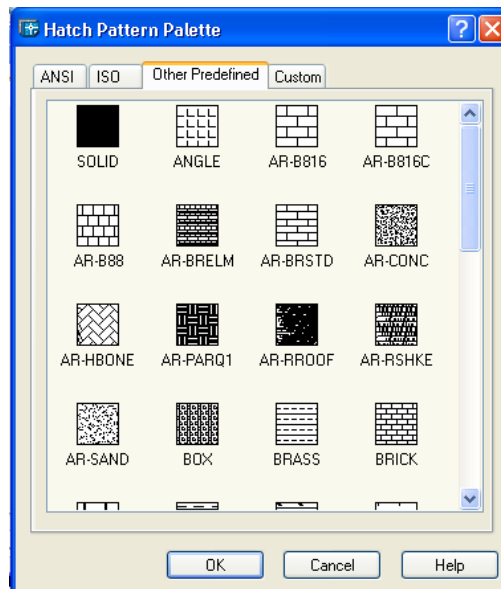 Hatch Pattern Palette
ANSI ISO Other Predefined Custom
SOLID ANGLE AR-B816 AR-B816C
AR-B88 AR-BRELM AR-BRSTD AR-CONC
AR-HBONE AR-PARQ1 AR-RROOF AR-RSHKE
AR-SAND BOX BRASS BRICK
OK Cancel Help